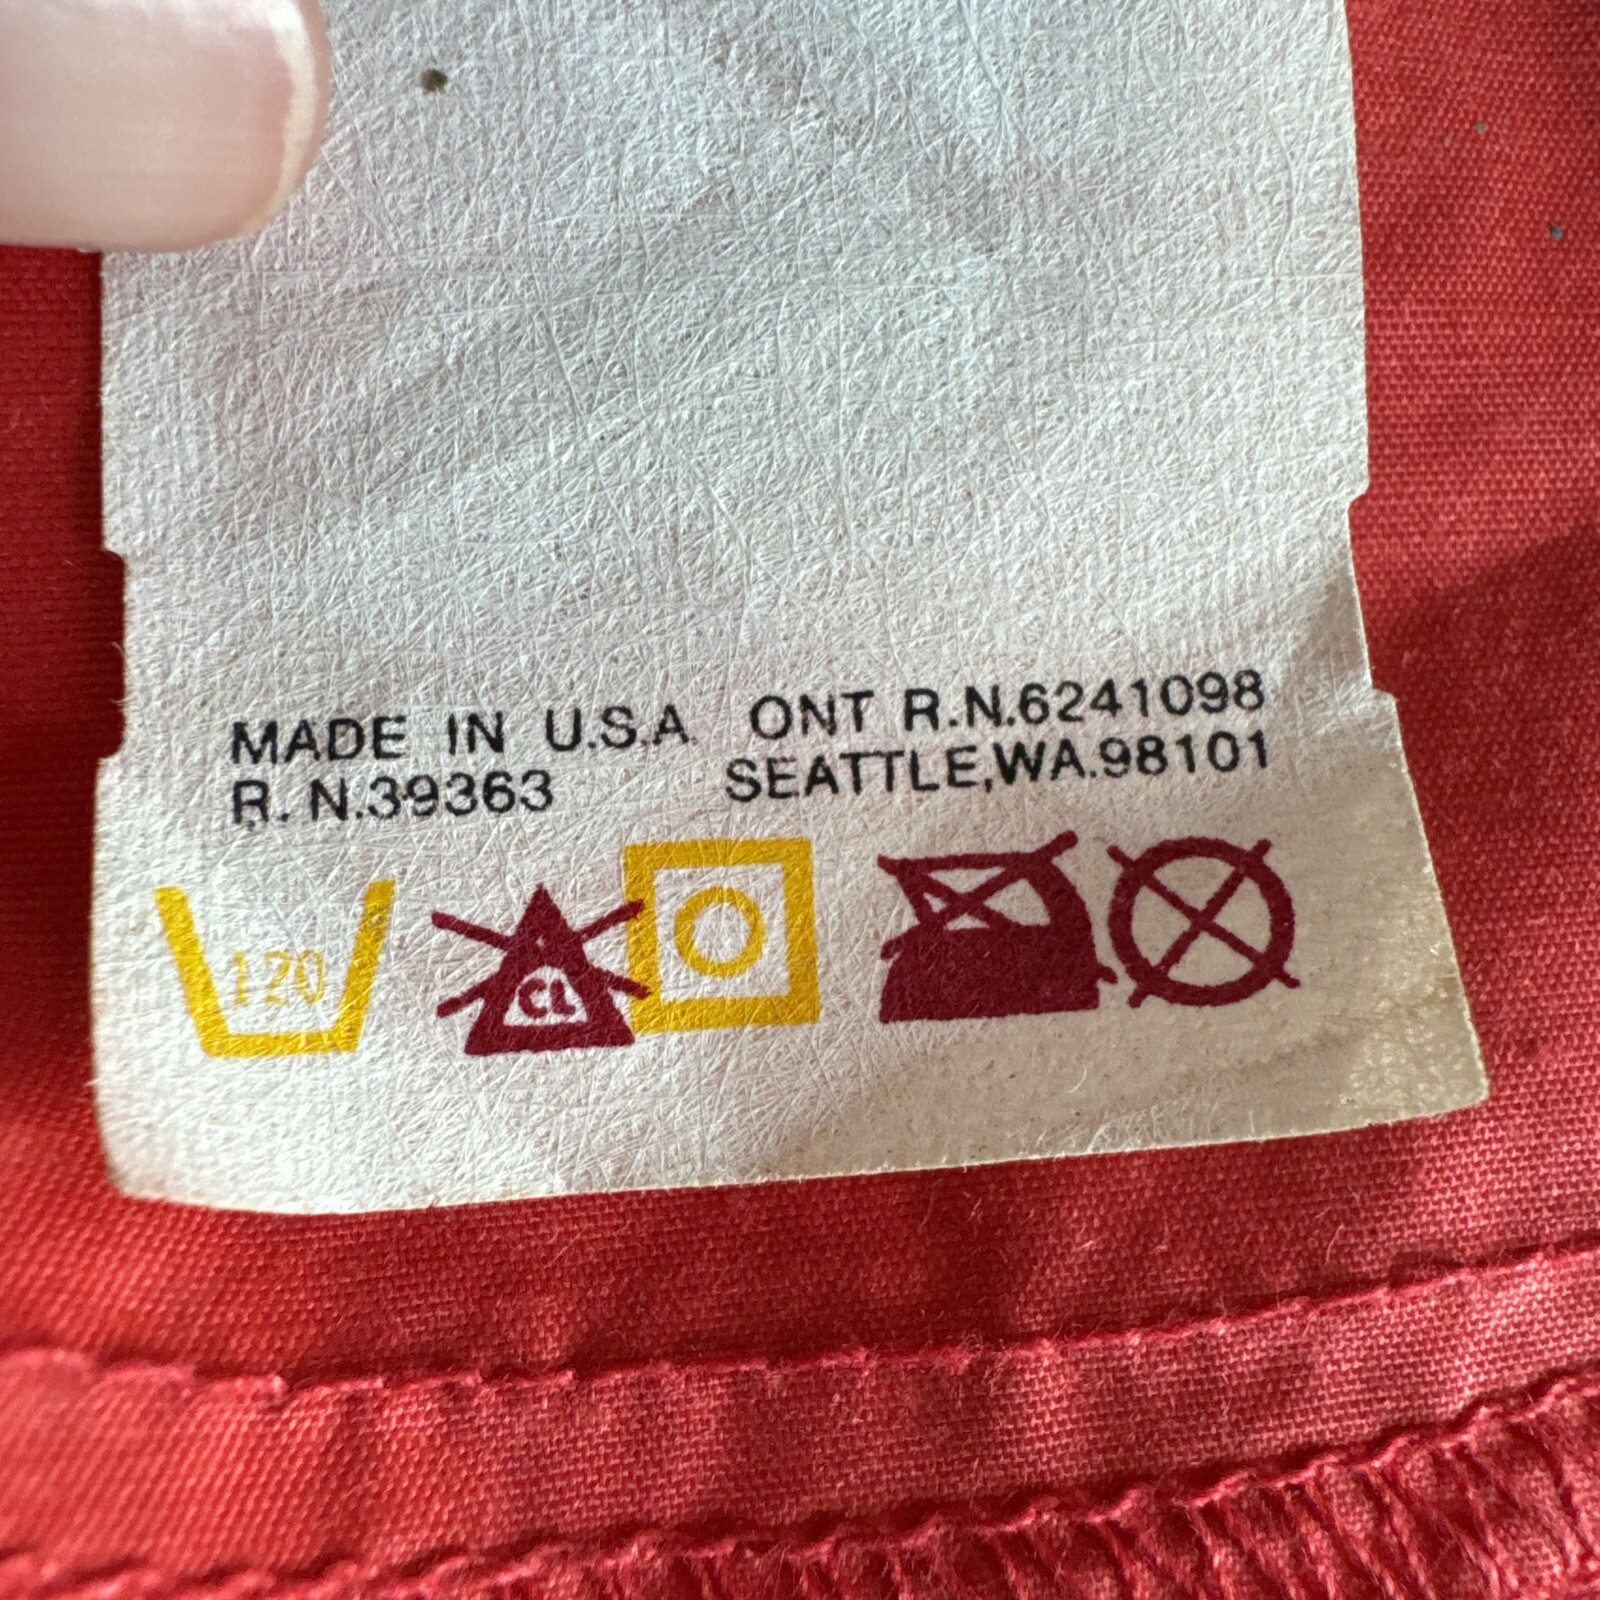 MADE IN U.S.A. ONT R.N.6241098
R. N.39363 SEATTLE,WA.98101
120 CL